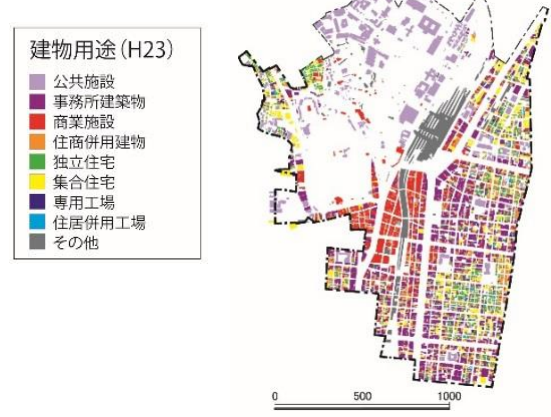 建物用途(H23)
公共施設
事務所建築物
商業施設
住商併用建物
独立住宅
集合住宅
専用工場
住居併用工場
その他
0 500 1000